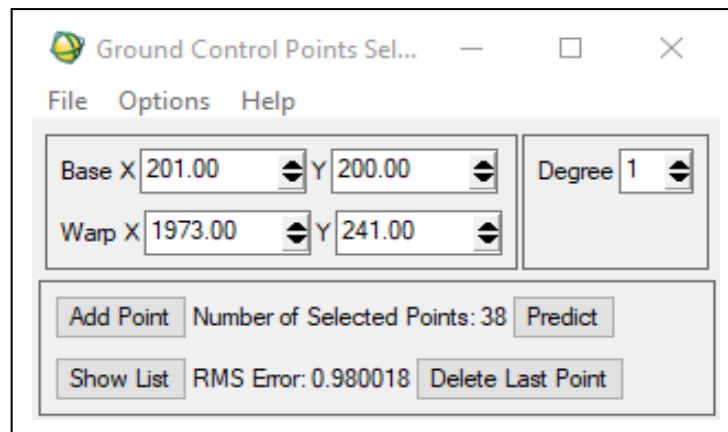 Ground Control Points Sel...
File Options Help
Base X 201.00 Y 200.00 Degree 1
Warp X 1973.00 Y 241.00
Add Point Number of Selected Points: 38 Predict
Show List RMS Error: 0.980018 Delete Last Point